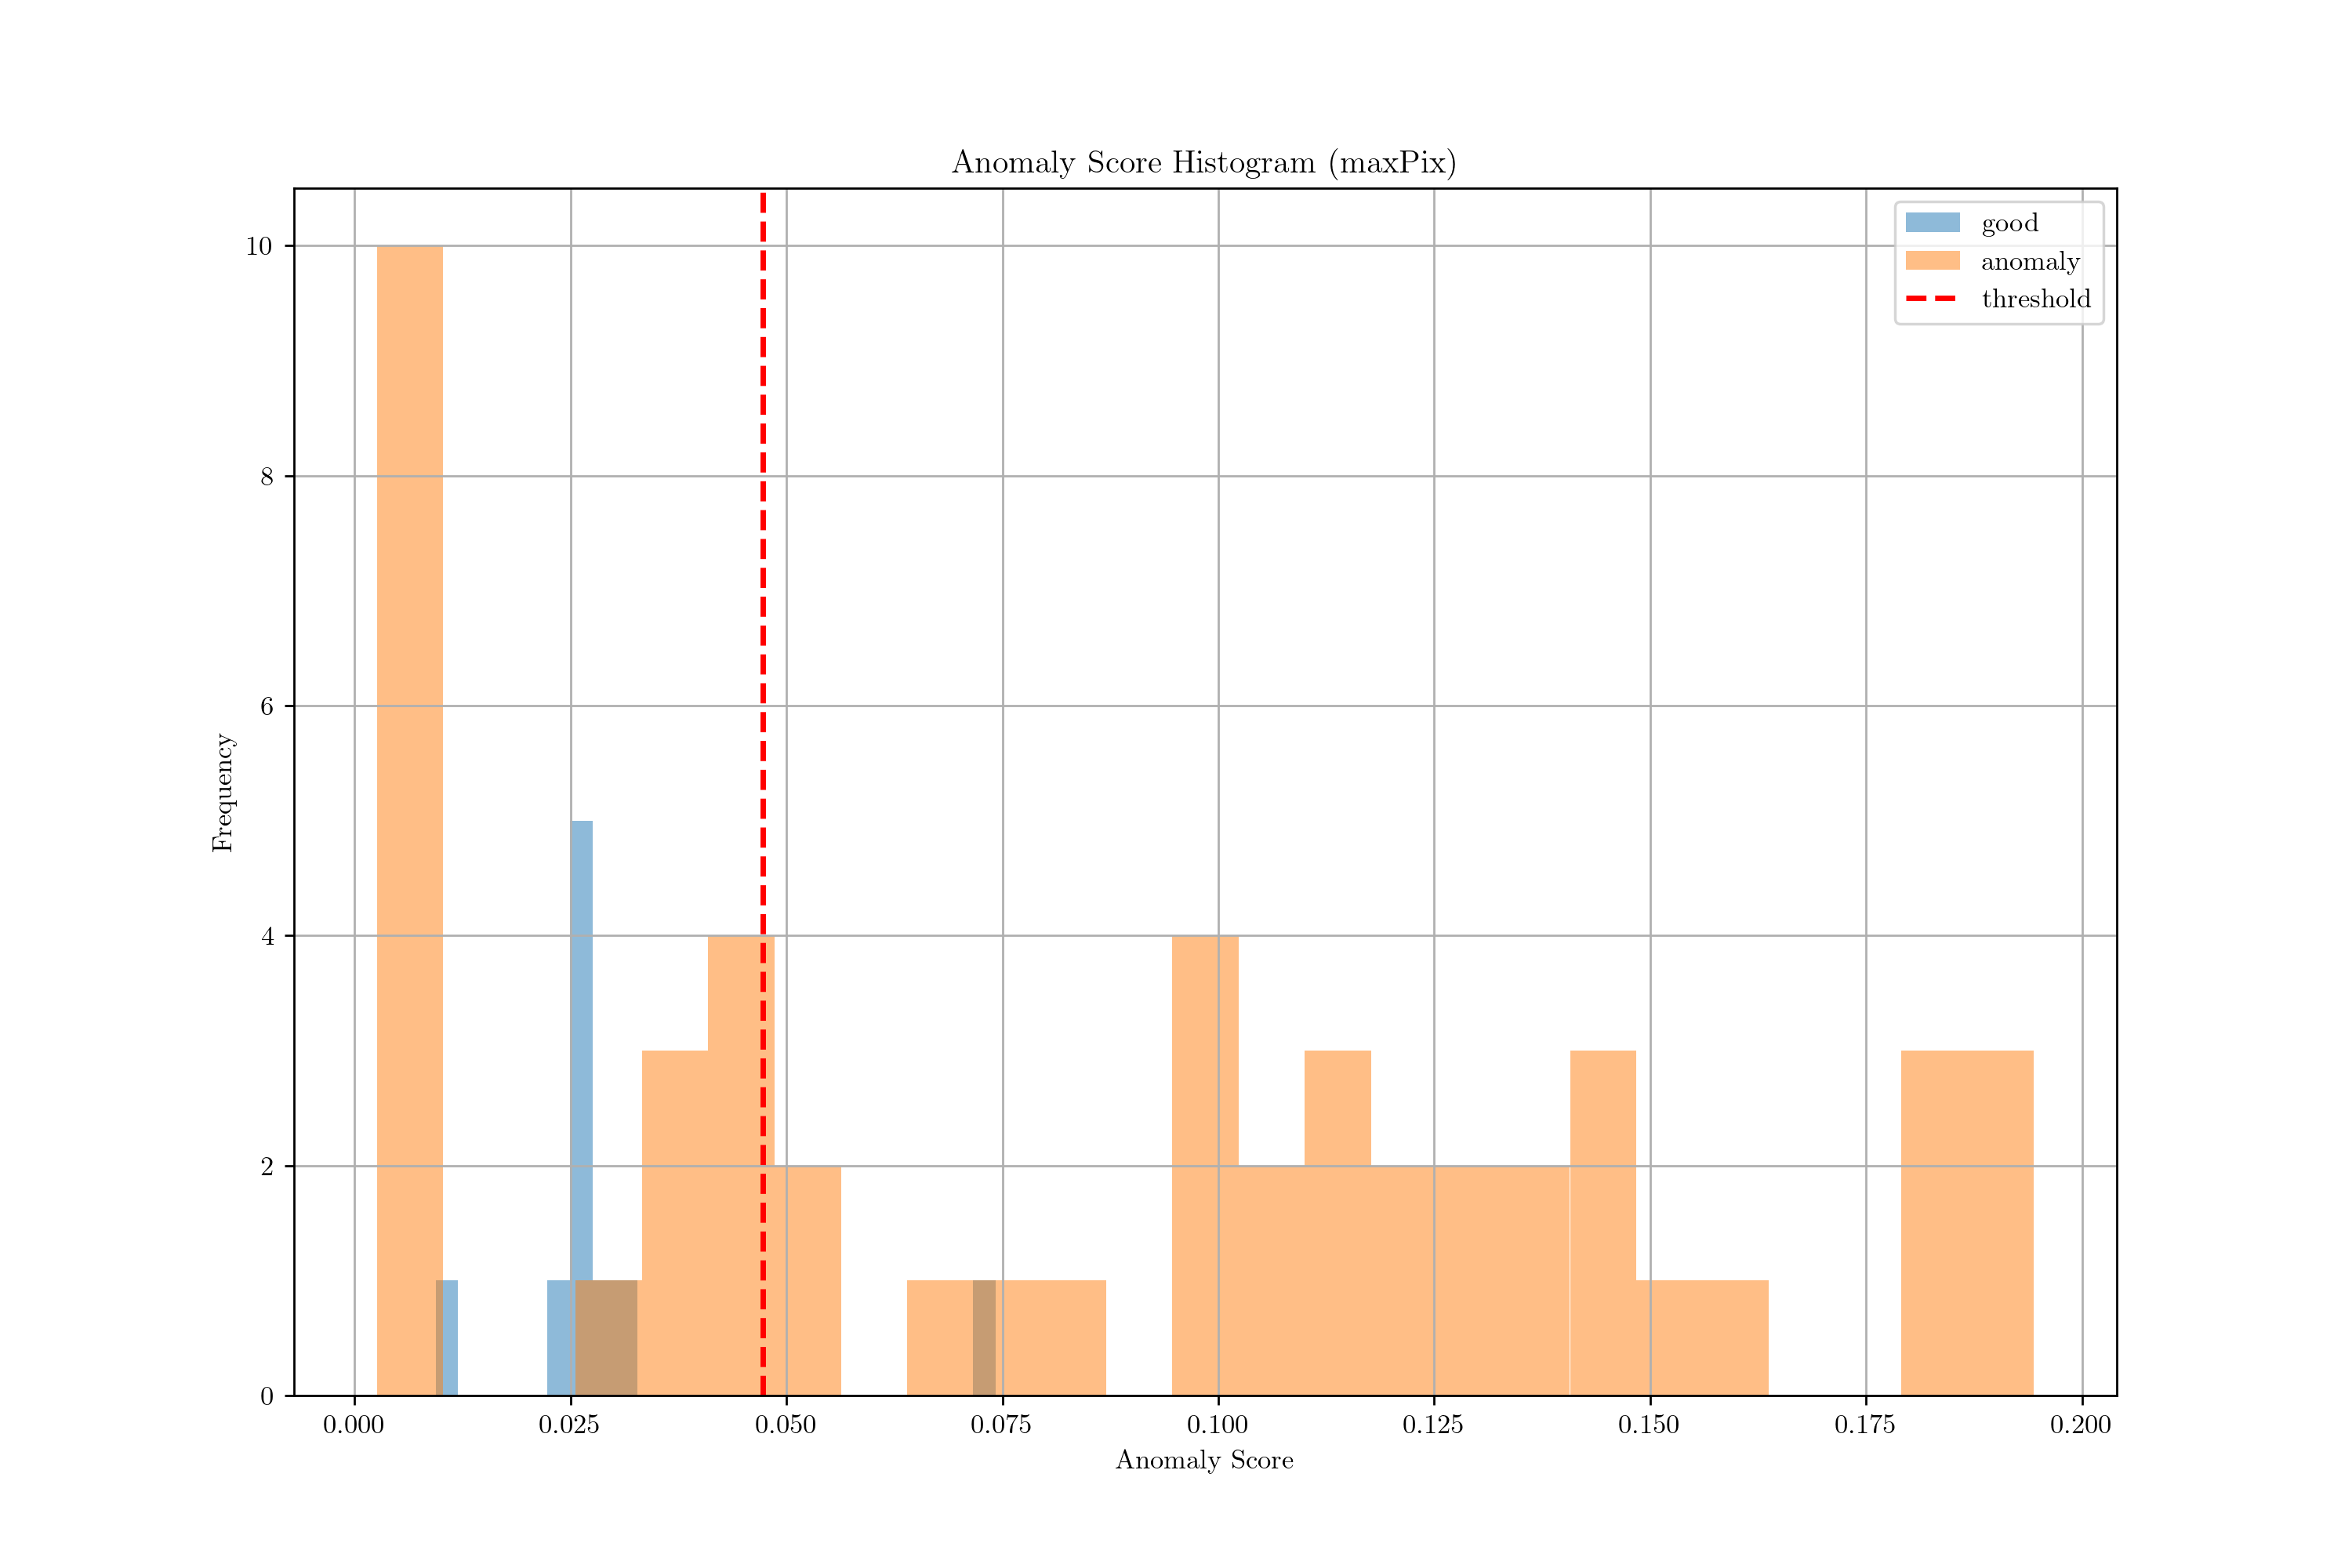 Anomaly Score Histogram (maxPix)
good
anomaly
threshold
10
8
6
4
2
0
Frequency
0.000 0.025 0.050 0.075 0.100 0.125 0.150 0.175 0.200
Anomaly Score